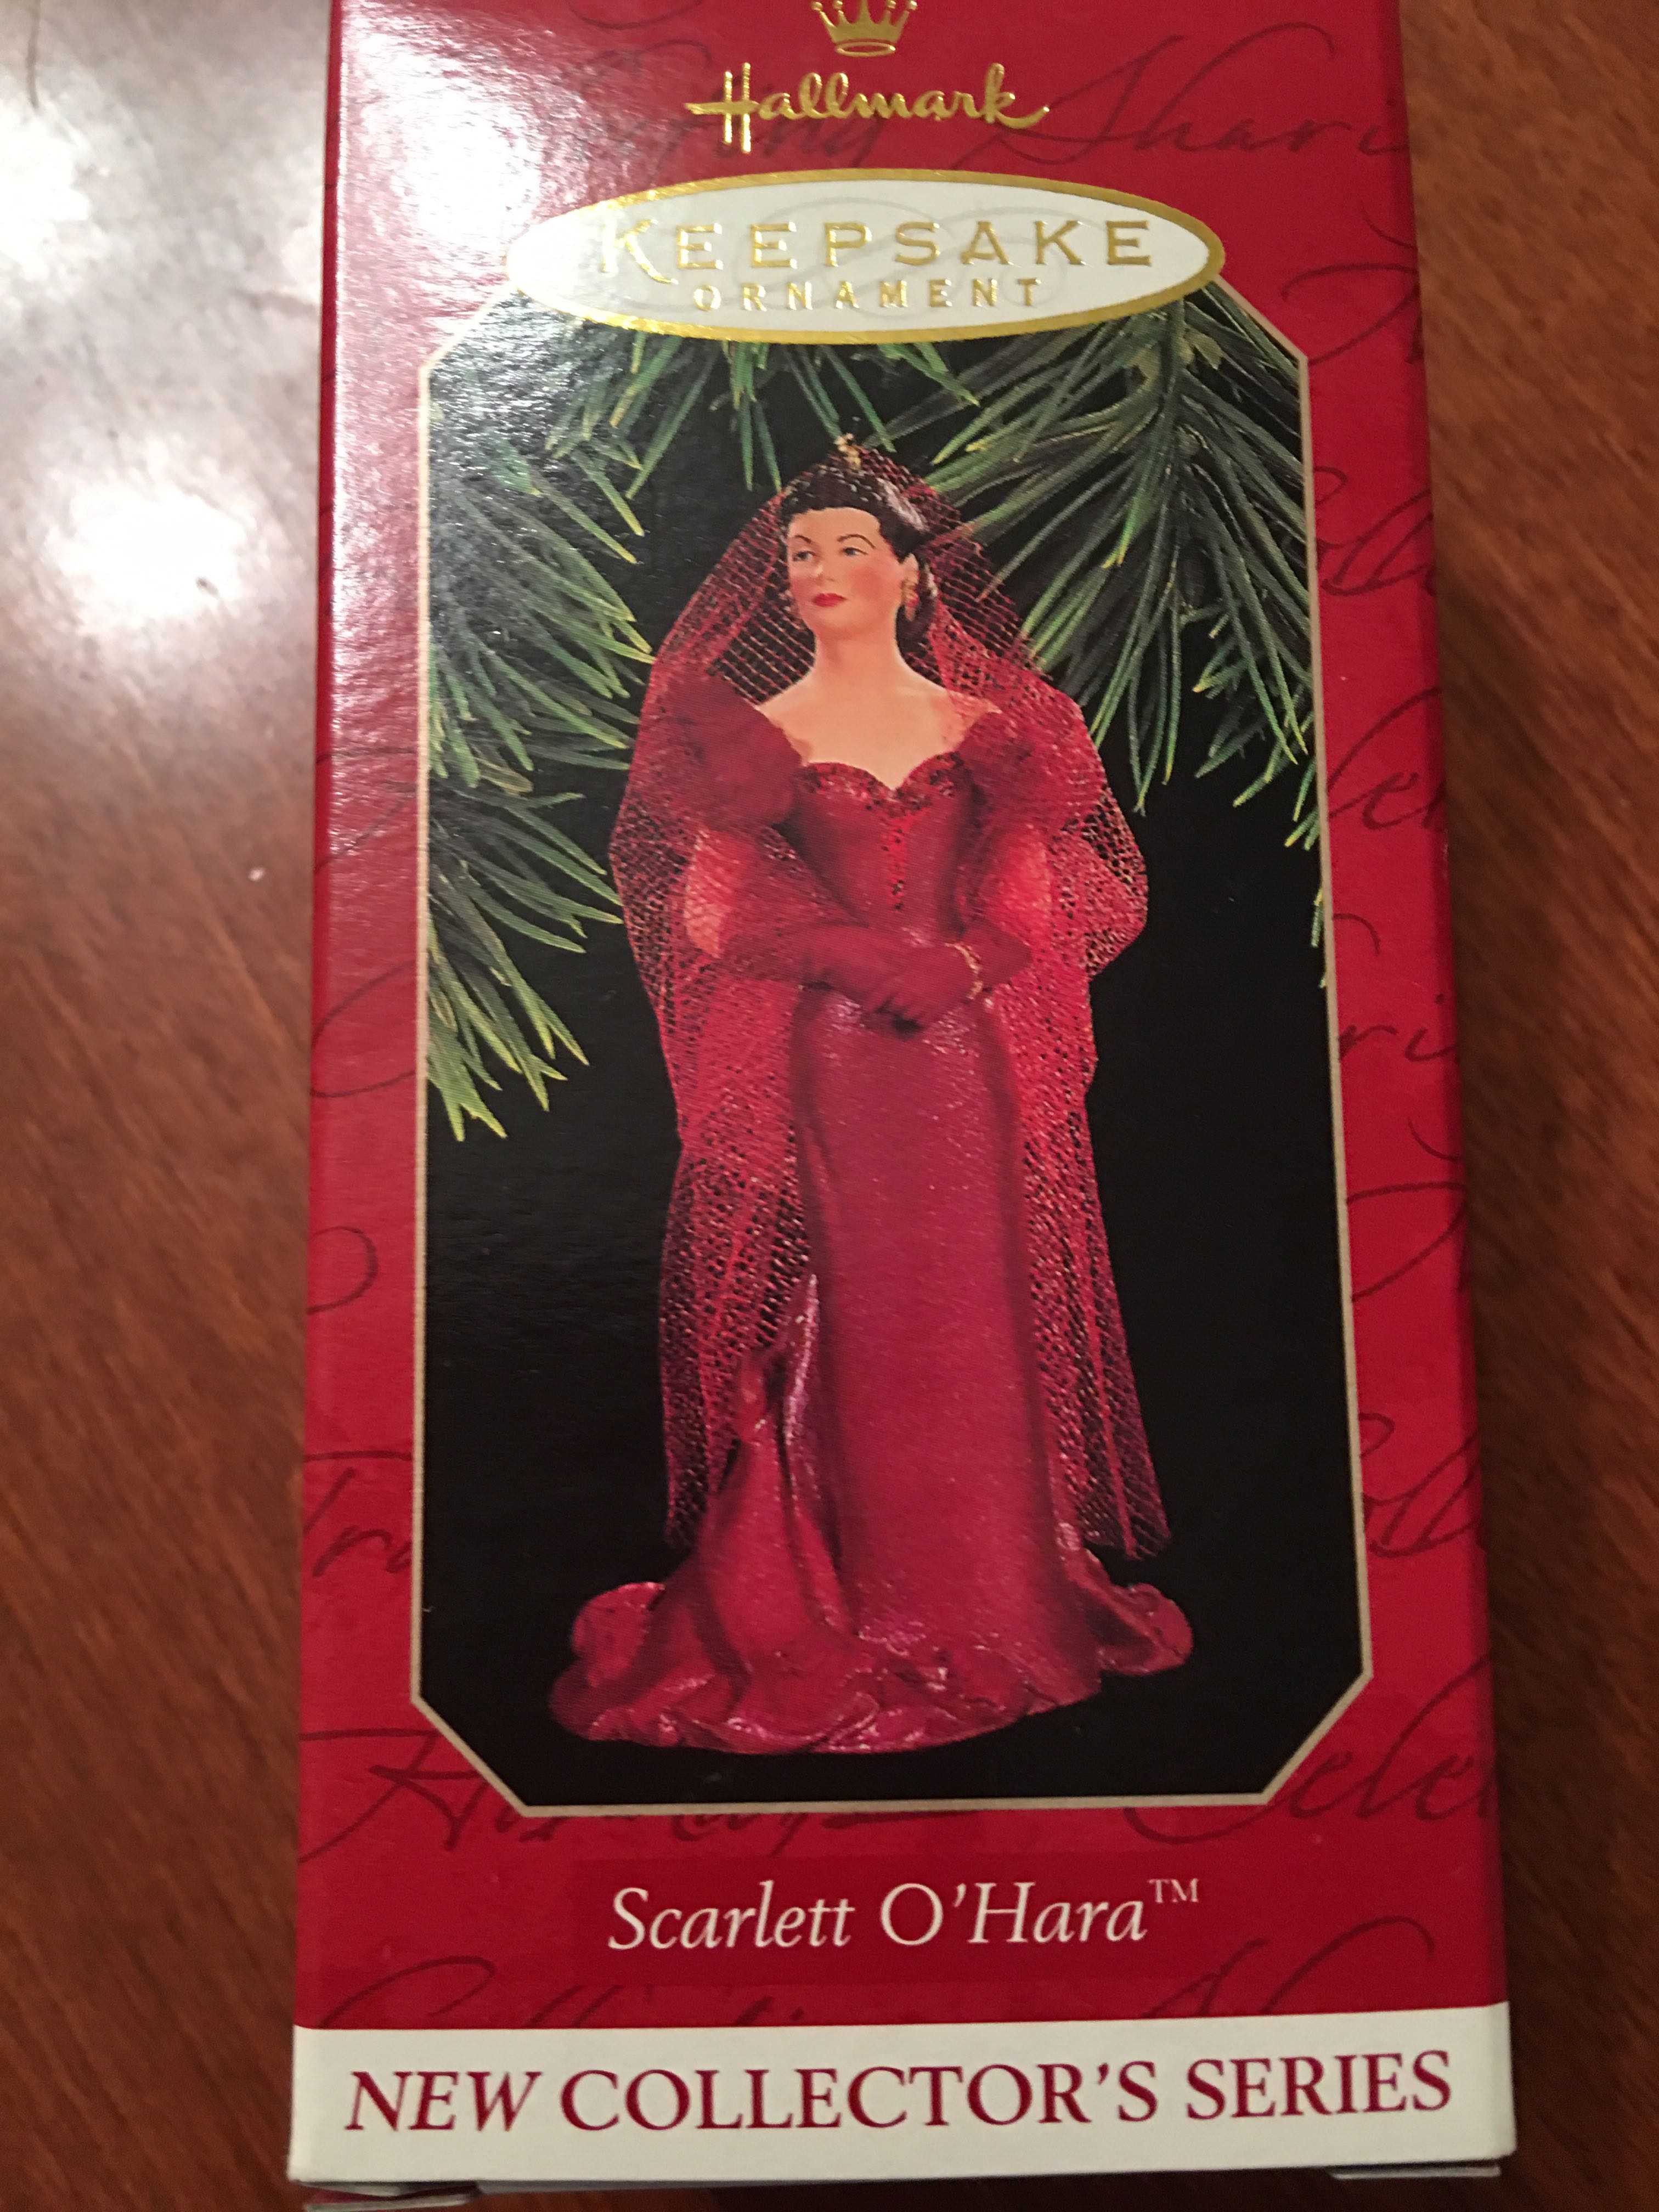 Hallmark
KEEPSAKE
ORNAMENT
Scarlett O'Hara™
NEW COLLECTOR'S SERIES